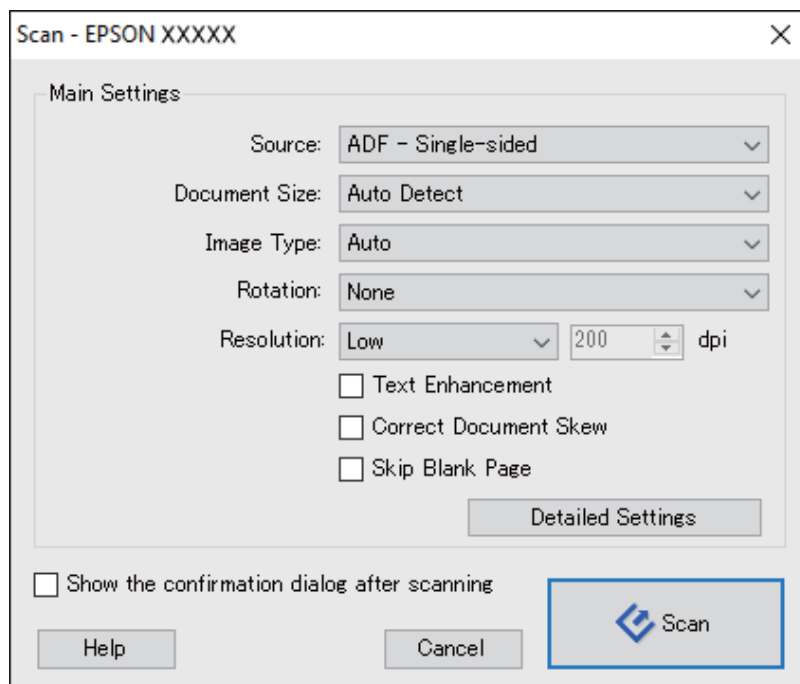 Scan - EPSON XXXXX
Main Settings
Source: ADF - Single-sided
Document Size: Auto Detect
Image Type: Auto
Rotation: None
Resolution: Low 200 dpi
Text Enhancement
Correct Document Skew
Skip Blank Page
Detailed Settings
Show the confirmation dialog after scanning
Help Cancel Scan